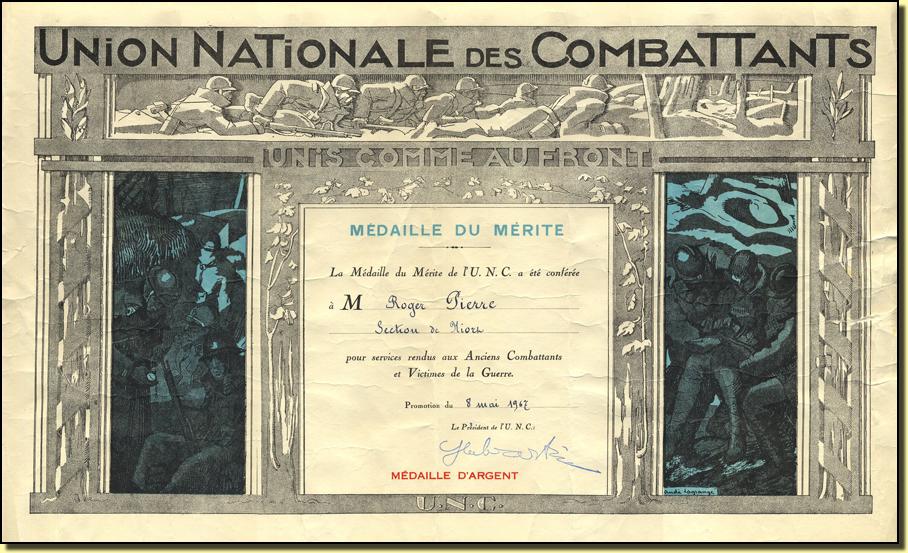 UNION NATIONALE DES COMBATTANTS
UNIS COMME AU FRONT
MÉDAILLE DU MÉRITE
La Médaille du Mérite de l'U. N. C. a été conférée
à M Roger Pierre
Section de Niort
pour services rendus aux Anciens Combattants
et Victimes de la Guerre.
Promotion du 8 mai 1967
Le Président de l'U. N. C. :
MÉDAILLE D'ARGENT
André Lagrange
U.N.C.